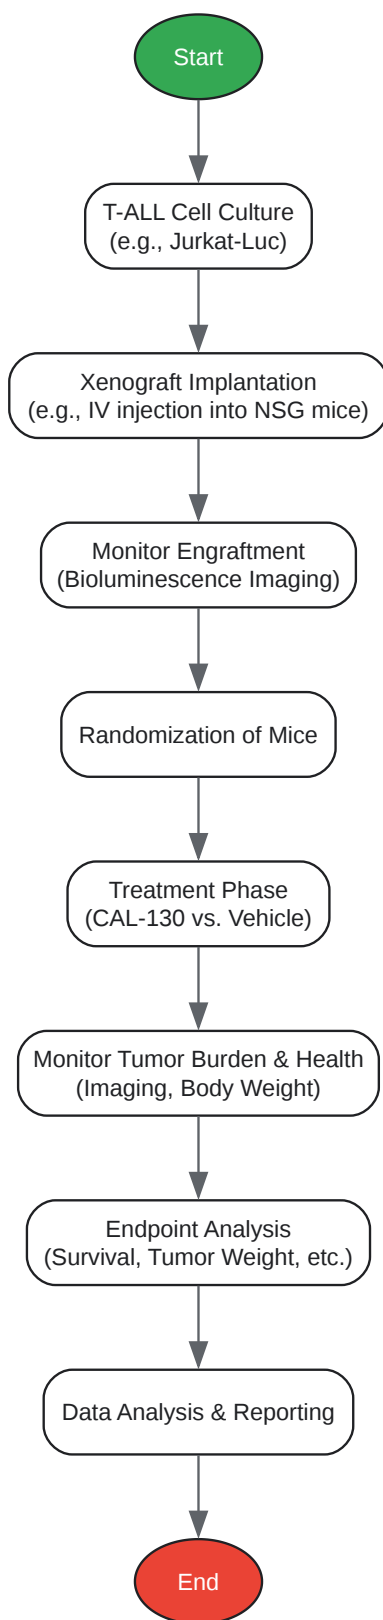 Start
T-ALL Cell Culture
(e.g., Jurkat-Luc)
Xenograft Implantation
(e.g., IV injection into NSG mice)
Monitor Engraftment
(Bioluminescence Imaging)
Randomization of Mice
Treatment Phase
(CAL-130 vs. Vehicle)
Monitor Tumor Burden & Health
(Imaging, Body Weight)
Endpoint Analysis
(Survival, Tumor Weight, etc.)
Data Analysis & Reporting
End